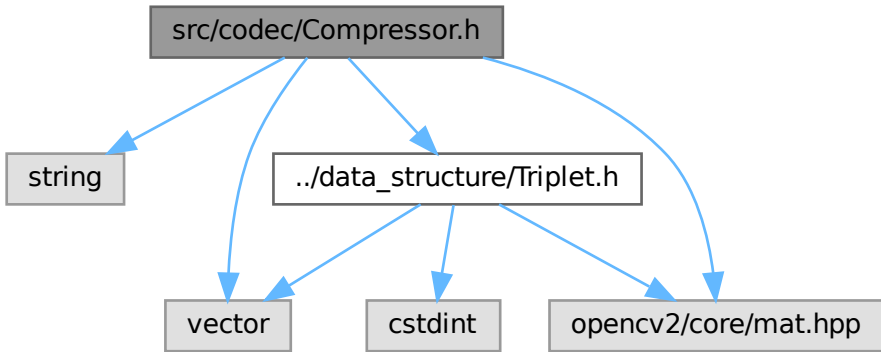 src/codec/Compressor.h
string
../data_structure/Triplet.h
vector
cstdint
opencv2/core/mat.hpp